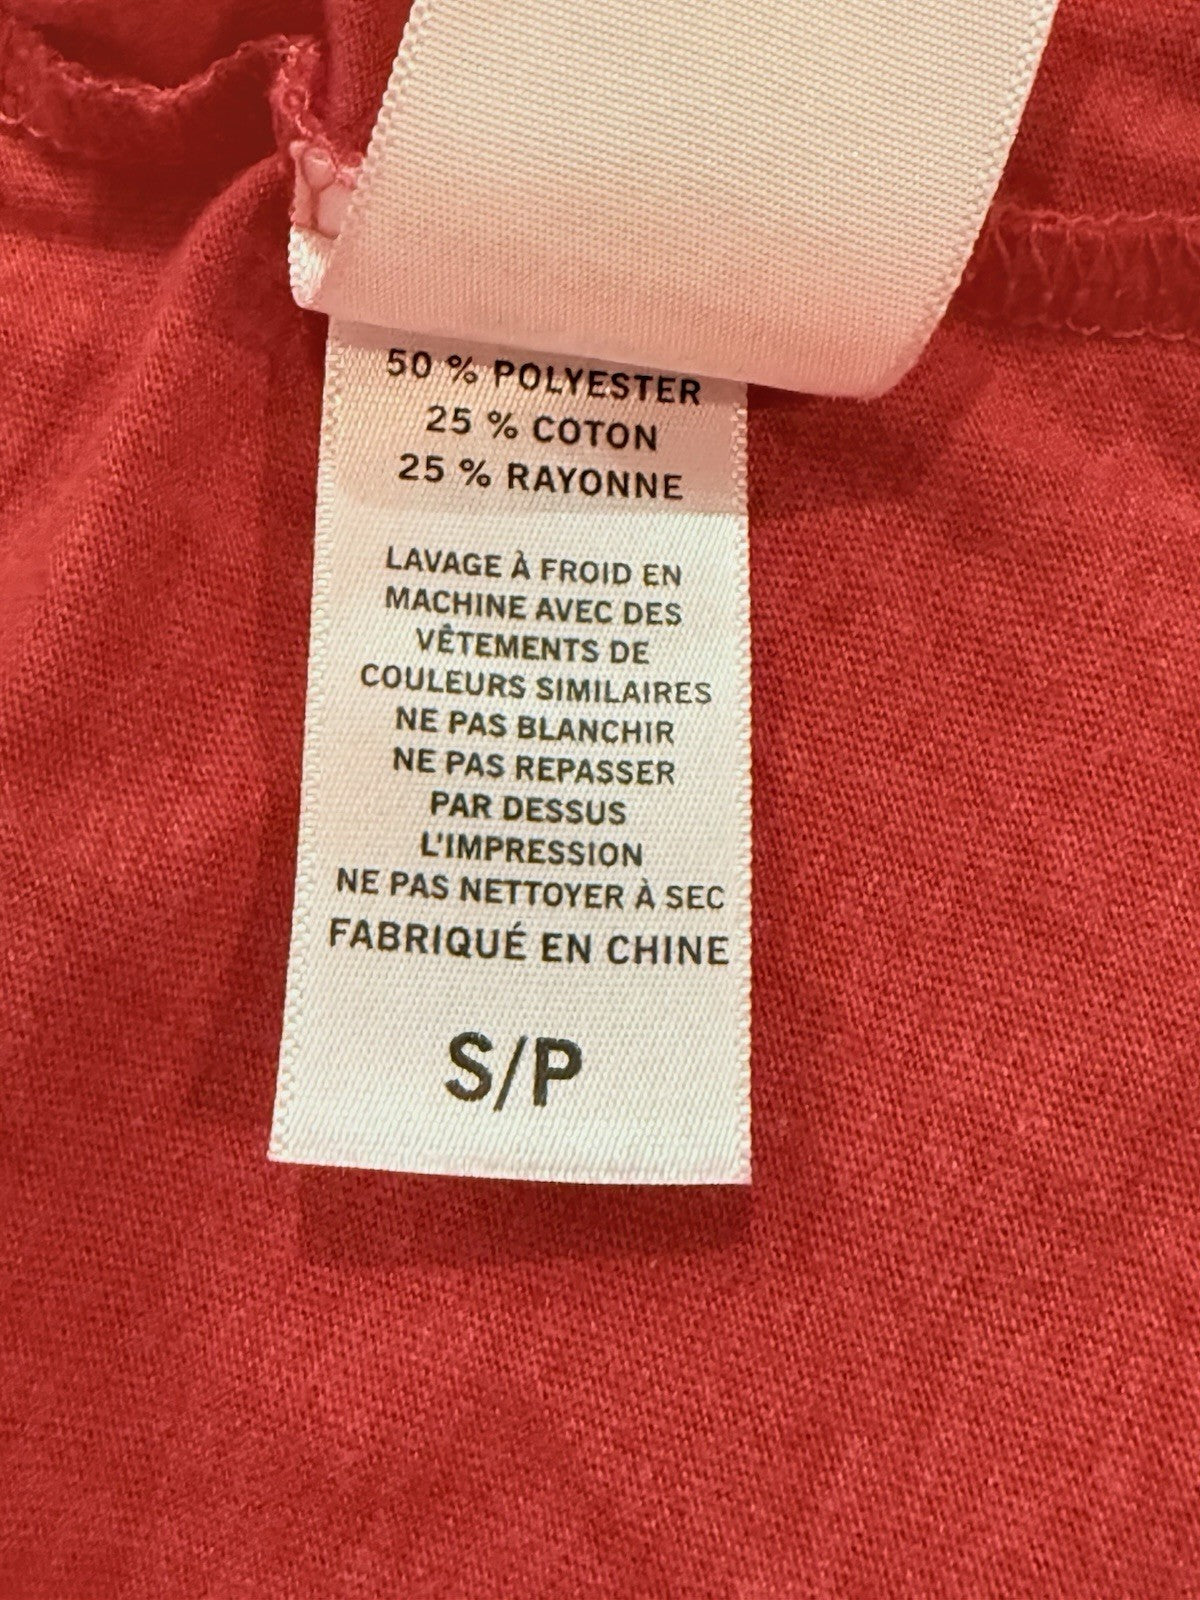 50 % POLYESTER
25 % COTON
25 % RAYONNE
LAVAGE À FROID EN
MACHINE AVEC DES
VÊTEMENTS DE
COULEURS SIMILAIRES
NE PAS BLANCHIR
NE PAS REPASSER
PAR DESSUS
L'IMPRESSION
NE PAS NETTOYER À SEC
FABRIQUÉ EN CHINE
S/P